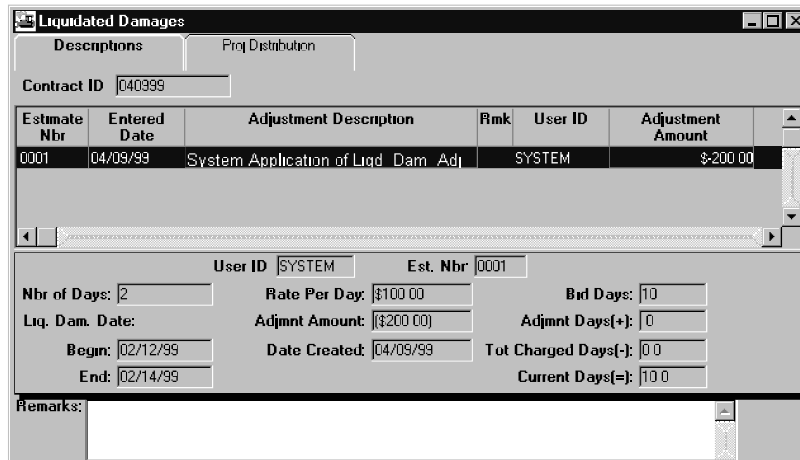 Liquidated Damages
Descriptions Proj Distribution
Contract ID 040999
Estimate Nbr Entered Date Adjustment Description Rmk User ID Adjustment Amount
0001 04/09/99 System Application of Liqd Dam Adj SYSTEM $-200 00
User ID SYSTEM Est. Nbr 0001
Nbr of Days: 2 Rate Per Day: $100 00 Bid Days: 10
Liq. Dam. Date: Adjmnt Amount: ($200 00) Adjmnt Days(+): 0
Begin: 02/12/99 Date Created: 04/09/99 Tot Charged Days(-): 0 0
End: 02/14/99 Current Days(=): 10 0
Remarks: